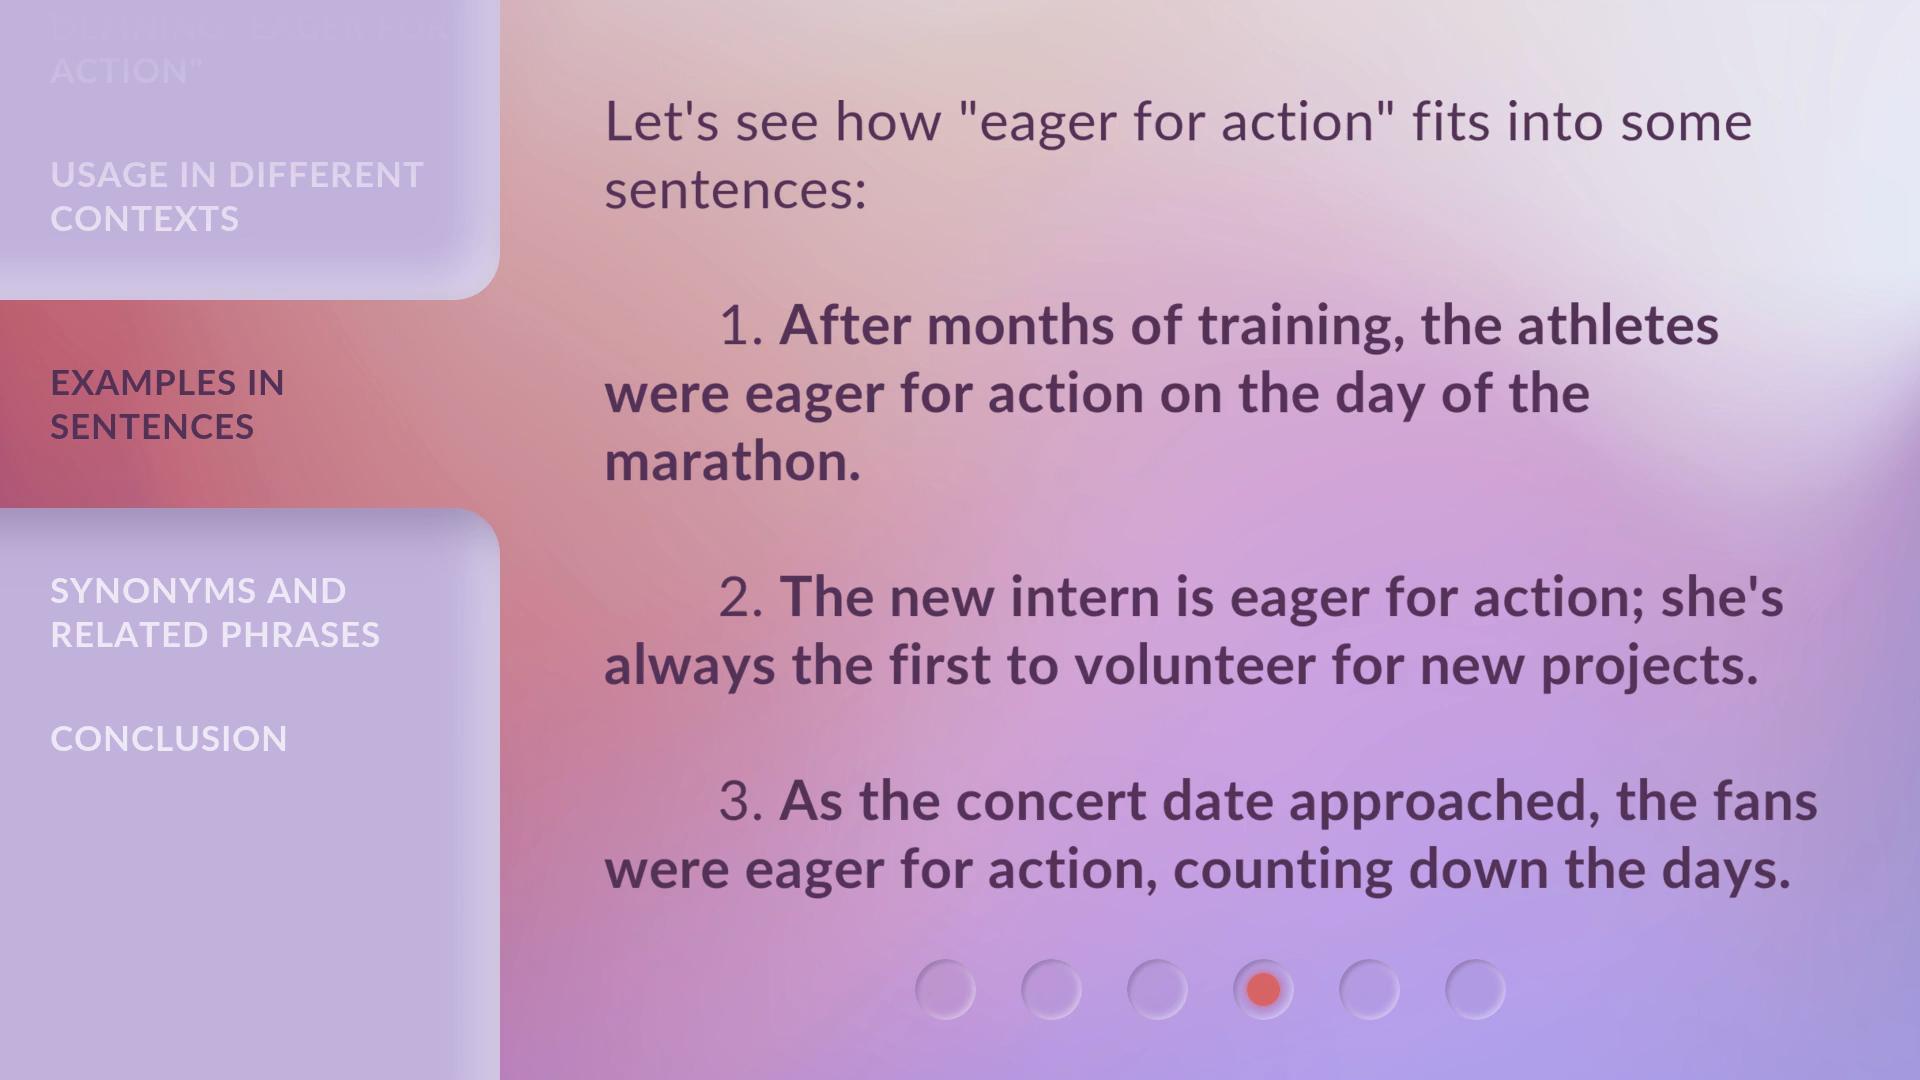 DEFINING "EAGER FOR
ACTION"
USAGE IN DIFFERENT
CONTEXTS
EXAMPLES IN
SENTENCES
SYNONYMS AND
RELATED PHRASES
CONCLUSION
Let's see how "eager for action" fits into some
sentences:
1. After months of training, the athletes
were eager for action on the day of the
marathon.
2. The new intern is eager for action; she's
always the first to volunteer for new projects.
3. As the concert date approached, the fans
were eager for action, counting down the days.